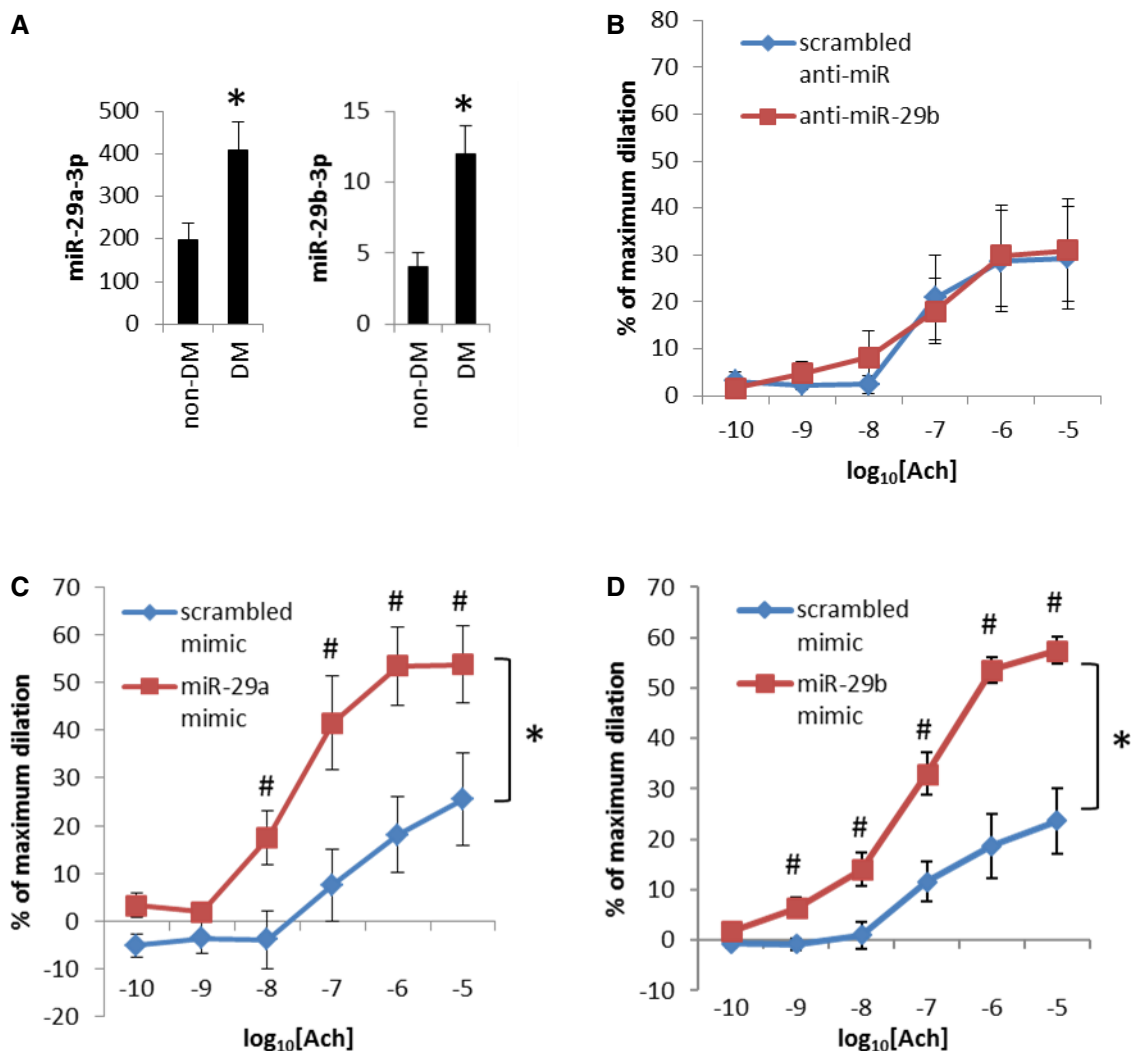 A
miR-29a-3p
500
400
300
200
100
0
*
non-DM
DM
miR-29b-3p
15
10
5
0
*
non-DM
DM
B
% of maximum dilation
80
70
60
50
40
30
20
10
0
scrambled
anti-miR
anti-miR-29b
-10 -9 -8 -7 -6 -5
log₁₀[Ach]
C
% of maximum dilation
70
60
50
40
30
20
10
0
-10
-20
scrambled
mimic
miR-29a
mimic
# # # #
*
-10 -9 -8 -7 -6 -5
log₁₀[Ach]
D
% of maximum dilation
70
60
50
40
30
20
10
0
-10
scrambled
mimic
miR-29b
mimic
# # # # #
*
-10 -9 -8 -7 -6 -5
log₁₀[Ach]